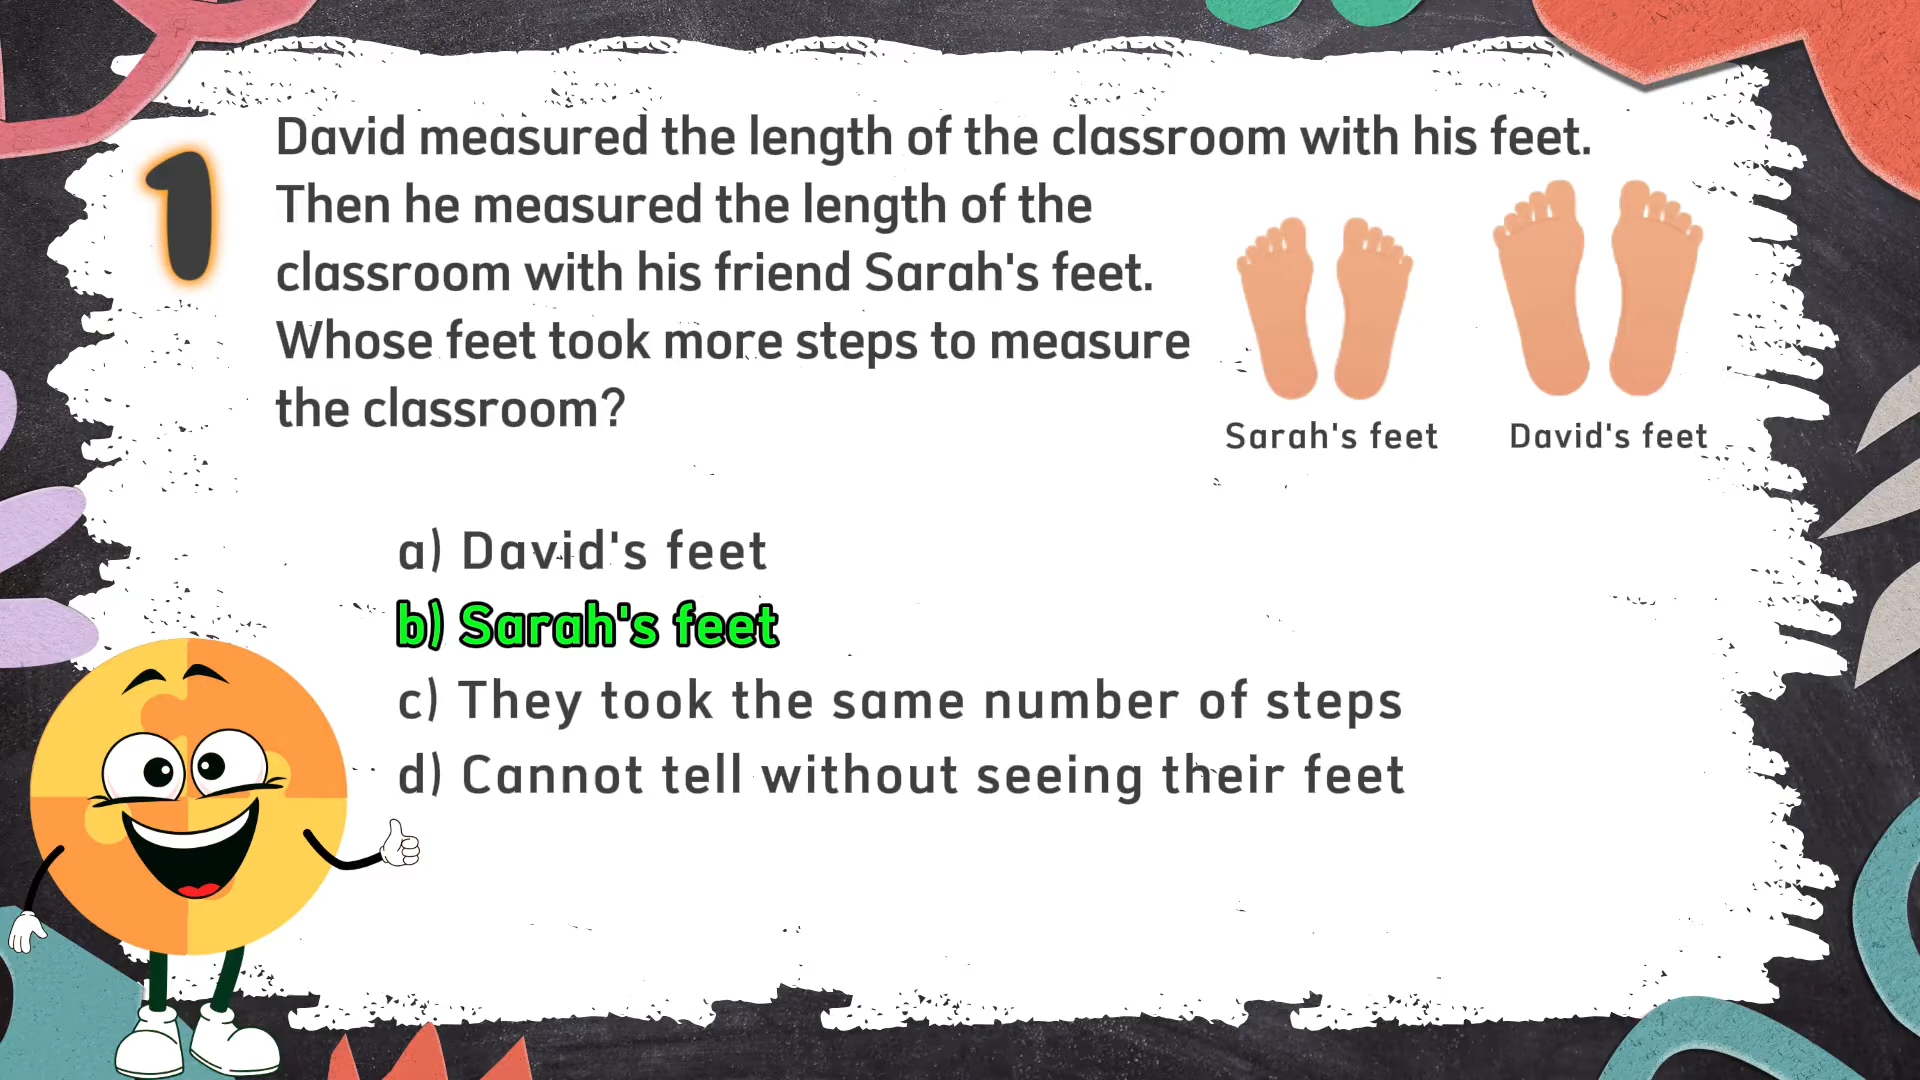 1
David measured the length of the classroom with his feet.
Then he measured the length of the
classroom with his friend Sarah's feet.
Whose feet took more steps to measure
the classroom?
Sarah's feet
David's feet
a) David's feet
b) Sarah's feet
c) They took the same number of steps
d) Cannot tell without seeing their feet